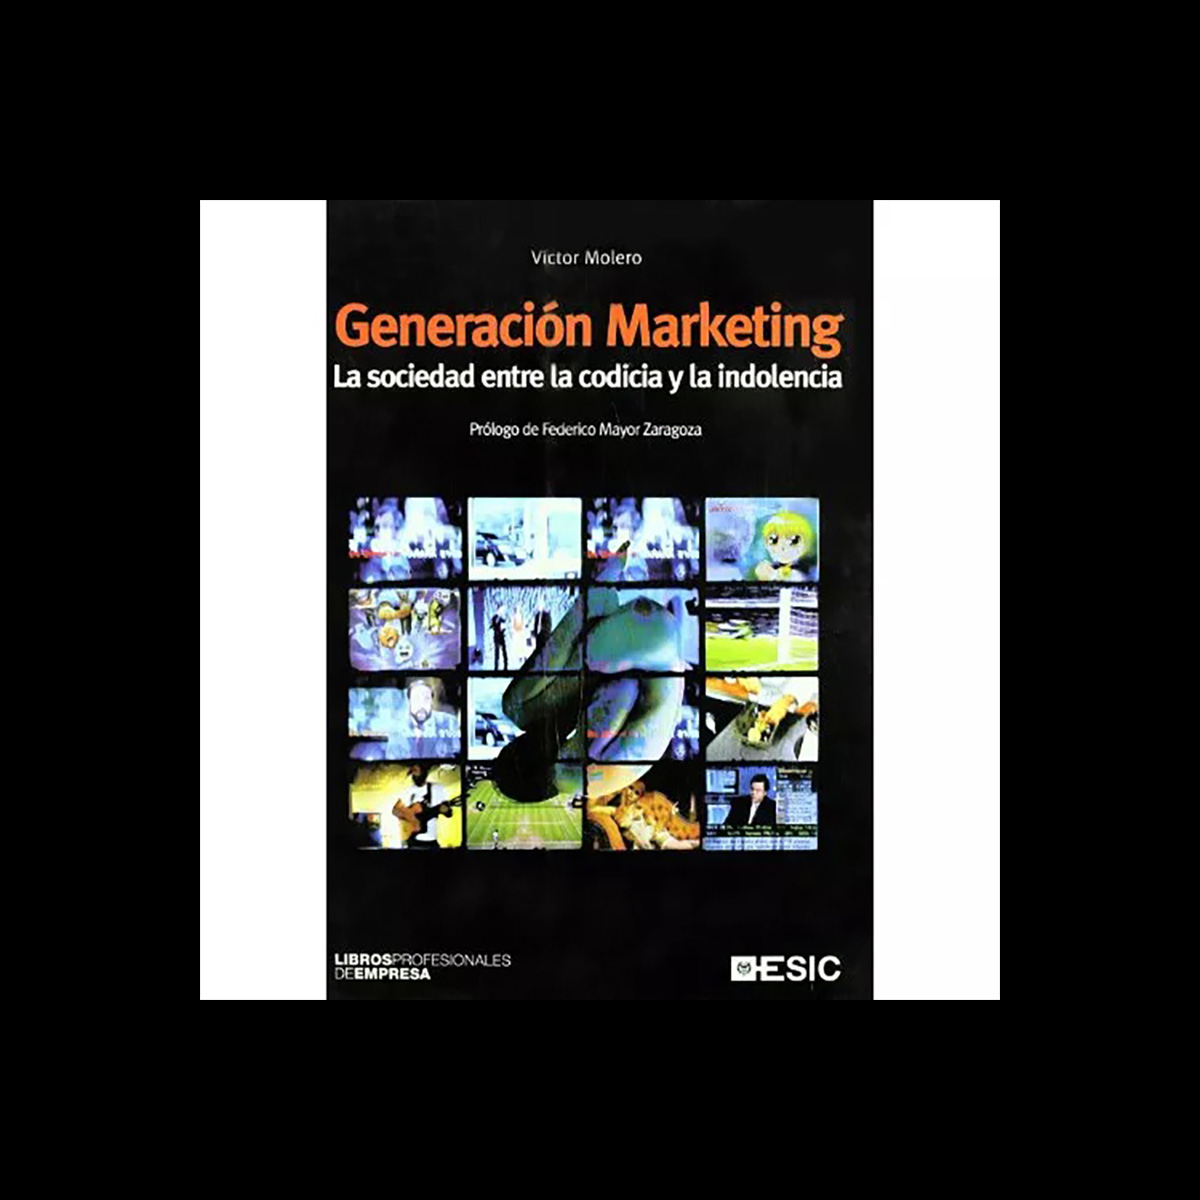 Víctor Molero
Generación Marketing
La sociedad entre la codicia y la indolencia
Prólogo de Federico Mayor Zaragoza
LIBROSPROFESIONALES
DEEMPRESA
ESIC